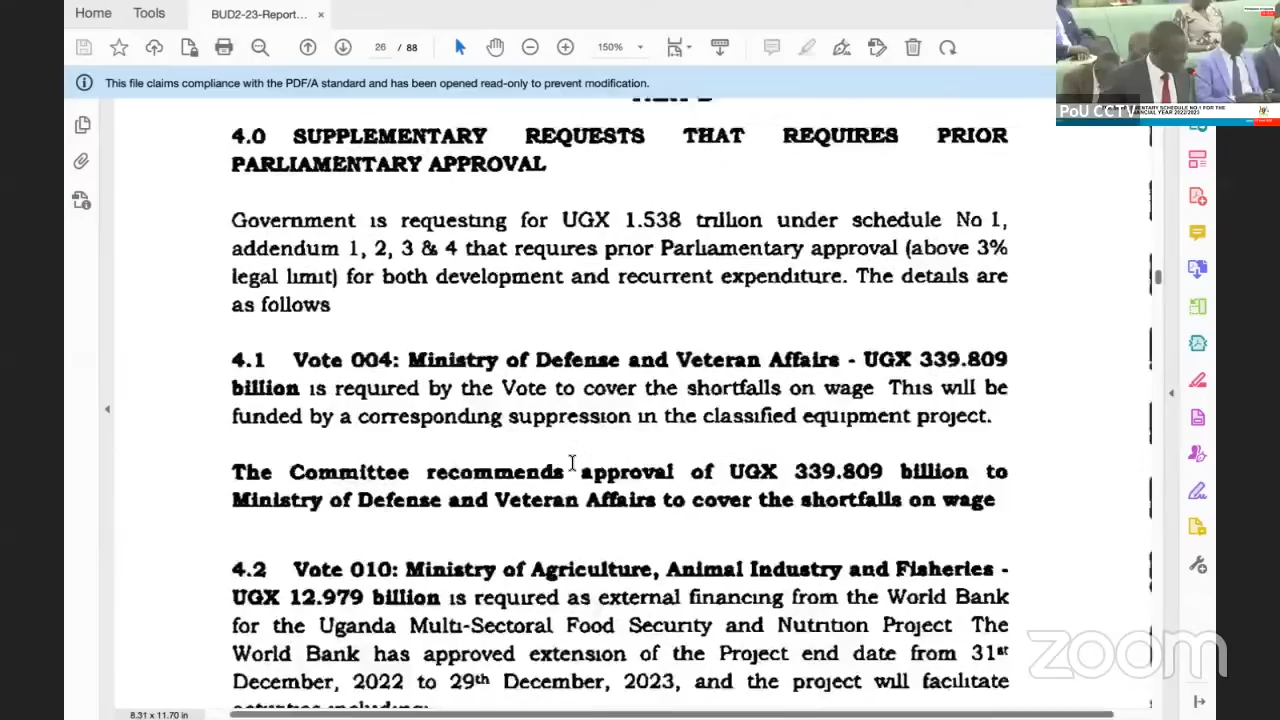 Home Tools BUD2-23-Report... ×
26 / 88 150%
This file claims compliance with the PDF/A standard and has been opened read-only to prevent modification.
4.0 SUPPLEMENTARY REQUESTS THAT REQUIRES PRIOR
PARLIAMENTARY APPROVAL
Government is requesting for UGX 1.538 trillion under schedule No 1,
addendum 1, 2, 3 & 4 that requires prior Parliamentary approval (above 3%
legal limit) for both development and recurrent expenditure. The details are
as follows
4.1 Vote 004: Ministry of Defense and Veteran Affairs - UGX 339.809
billion is required by the Vote to cover the shortfalls on wage This will be
funded by a corresponding suppression in the classified equipment project.
The Committee recommends approval of UGX 339.809 billion to
Ministry of Defense and Veteran Affairs to cover the shortfalls on wage
4.2 Vote 010: Ministry of Agriculture, Animal Industry and Fisheries -
UGX 12.979 billion is required as external financing from the World Bank
for the Uganda Multi-Sectoral Food Security and Nutrition Project The
World Bank has approved extension of the Project end date from 31st
December, 2022 to 29th December, 2023, and the project will facilitate
8.31 x 11.70 in
PoU CCTV
SCHEDULE NO.1 FOR THE
FINANCIAL YEAR 2022/2023
zoom